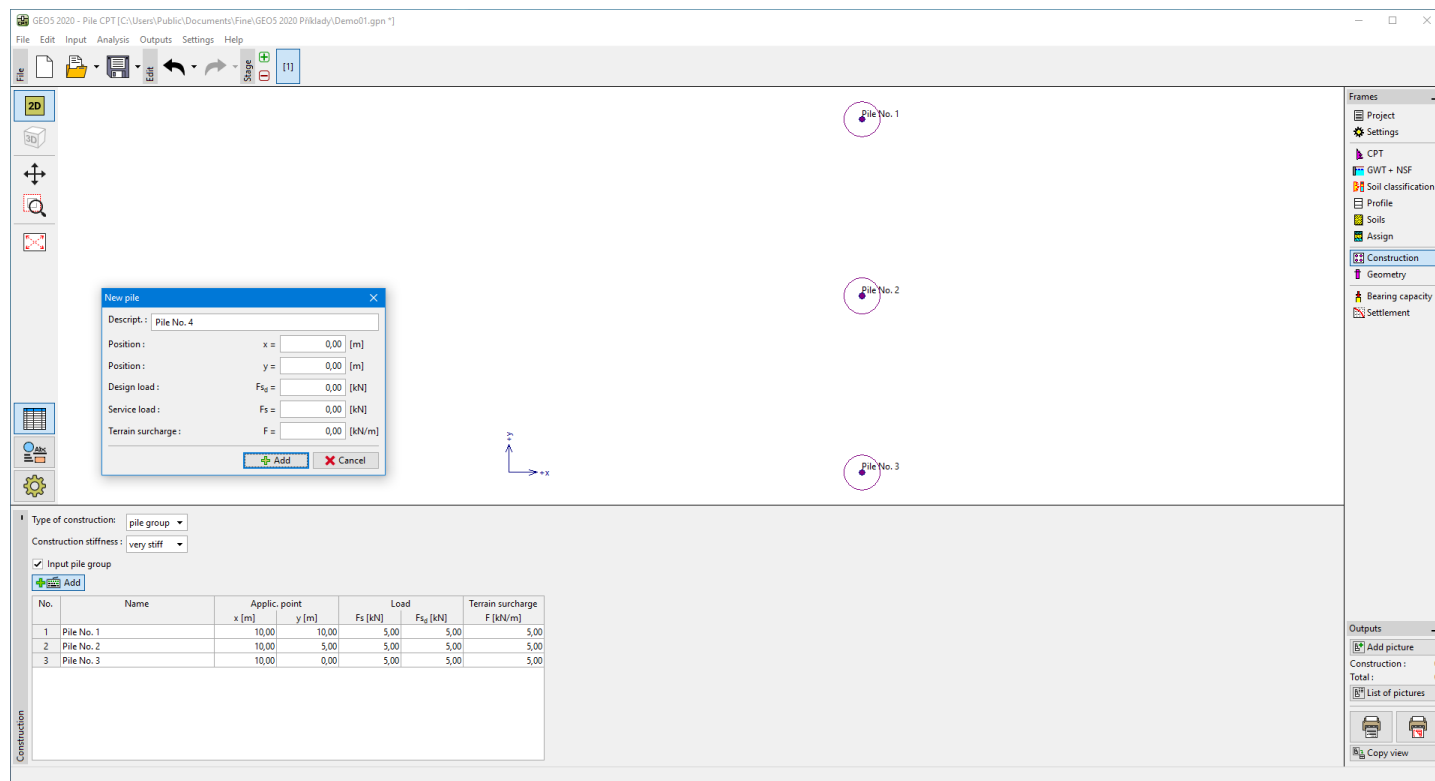 GEO5 2020 - Pile CPT [C:\Users\Public\Documents\Fine\GEO5 2020 Příklady\Demo01.gpn *]
File Edit Input Analysis Outputs Settings Help
File
Edit
Stage
[1]
2D
3D
Pile No. 1
Pile No. 2
Pile No. 3
+y
+x
Abc
New pile
Descript. : Pile No. 4
Position : x = 0,00 [m]
Position : y = 0,00 [m]
Design load : Fsd = 0,00 [kN]
Service load : Fs = 0,00 [kN]
Terrain surcharge : F = 0,00 [kN/m]
Add Cancel
Frames
Project
Settings
CPT
GWT + NSF
Soil classification
Profile
Soils
Assign
Construction
Geometry
Bearing capacity
Settlement
Type of construction: pile group
Construction stiffness : very stiff
Input pile group
Add
No. Name Applic. point Load Terrain surcharge
x [m] y [m] Fs [kN] Fsd [kN] F [kN/m]
1 Pile No. 1 10,00 10,00 5,00 5,00 5,00
2 Pile No. 2 10,00 5,00 5,00 5,00 5,00
3 Pile No. 3 10,00 0,00 5,00 5,00 5,00
Construction
Outputs
Add picture
Construction :
Total :
List of pictures
Copy view